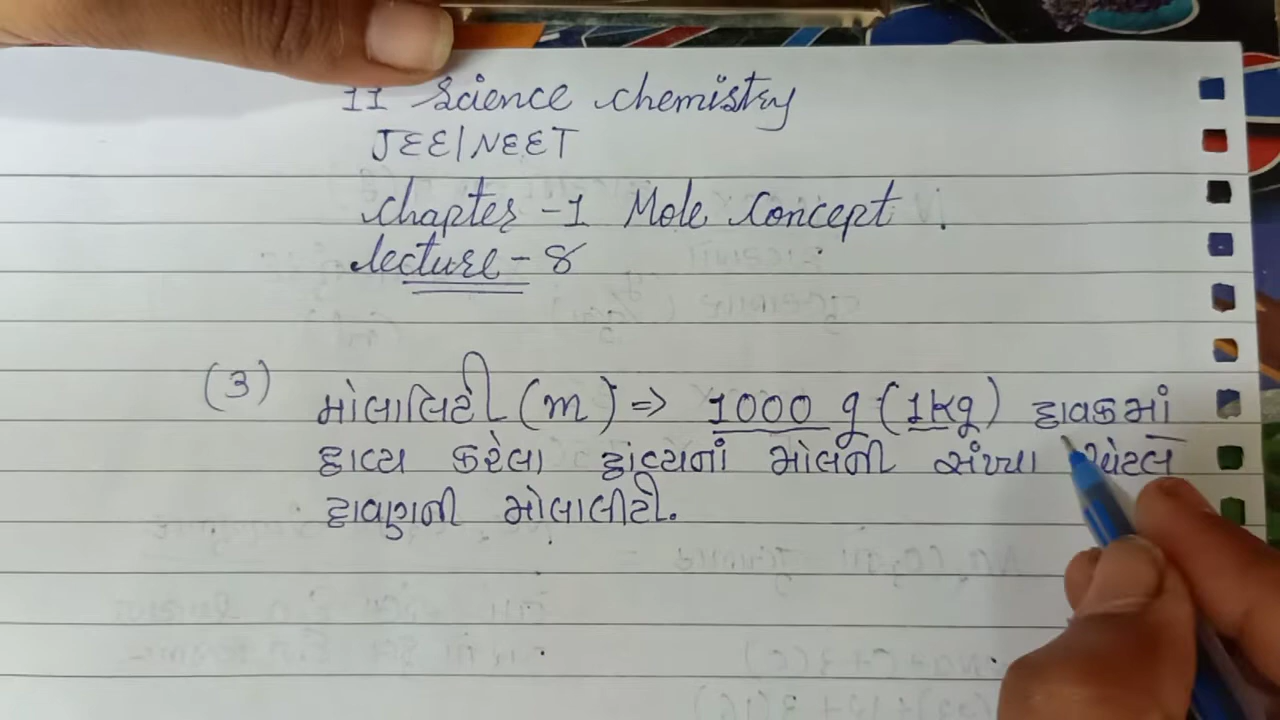 11 Science Chemistry
JEE/NEET
Chapter -1 Mole Concept.
Lecture - 8
(3) મોલાલિટી (m) => 1000 g (1kg) દ્રાવકમાં
દ્રાવ્ય કરેલા દ્રાવ્યનાં મોલની સંખ્યા એટલે
દ્રાવણની મોલાલીટી.